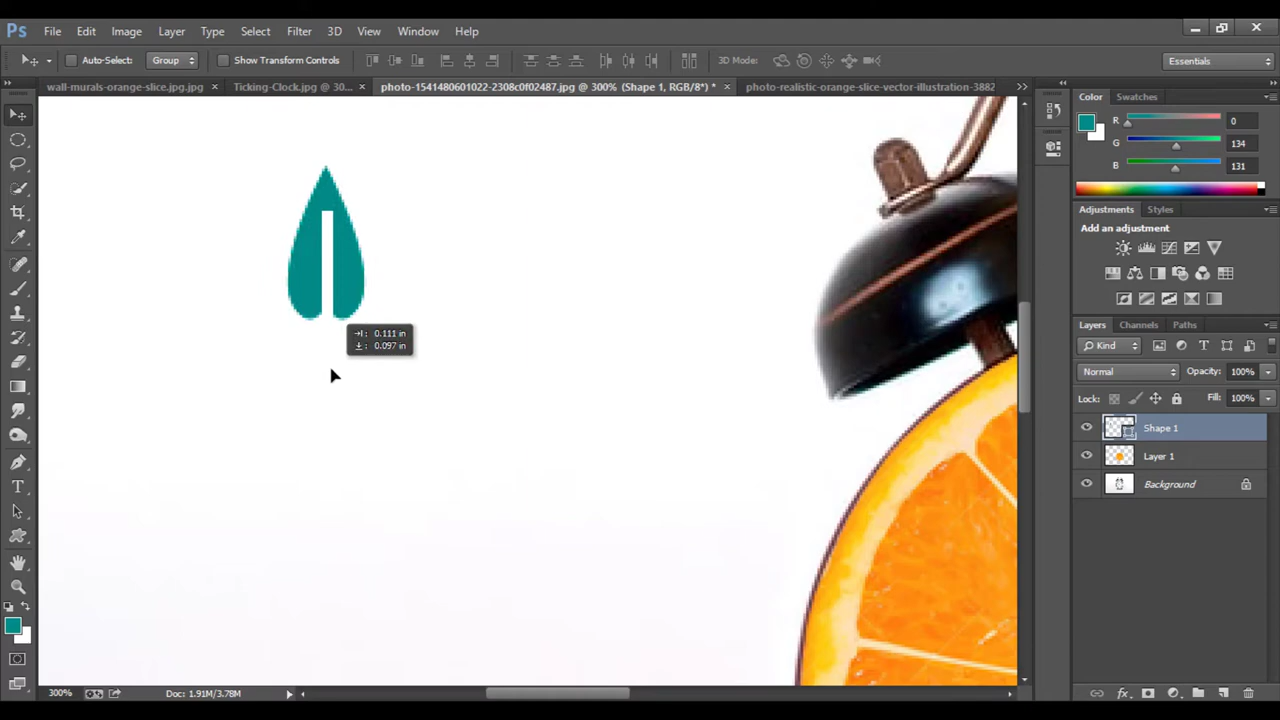 Ps File Edit Image Layer Type Select Filter 3D View Window Help
Auto-Select: Group Show Transform Controls 3D Mode: Essentials
wall-murals-orange-slice.jpg.jpg Ticking-Clock.jpg @ 30... photo-1541480601022-2308c0f02487.jpg @ 300% (Shape 1, RGB/8*) * photo-realistic-orange-slice-vector-illustration-3882
Color Swatches
R 0
G 134
B 131
Adjustments Styles
Add an adjustment
Layers Channels Paths
Kind
Normal Opacity: 100%
Lock: Fill: 100%
Shape 1
Layer 1
Background
0.111 in
0.097 in
300% Doc: 1.91M/3.78M